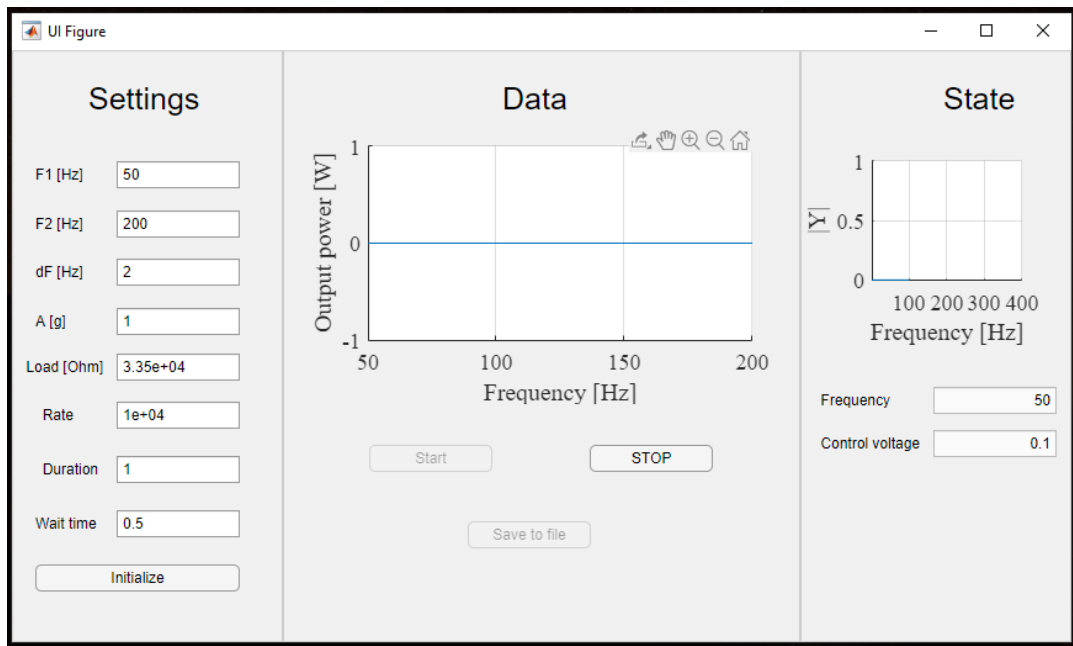 UI Figure
Settings
F1 [Hz] 50
F2 [Hz] 200
dF [Hz] 2
A [g] 1
Load [Ohm] 3.35e+04
Rate 1e+04
Duration 1
Wait time 0.5
Initialize
Data
Output power [W]
1
0
-1
50 100 150 200
Frequency [Hz]
Start STOP
Save to file
State
|Y|
1
0.5
0
100 200 300 400
Frequency [Hz]
Frequency 50
Control voltage 0.1